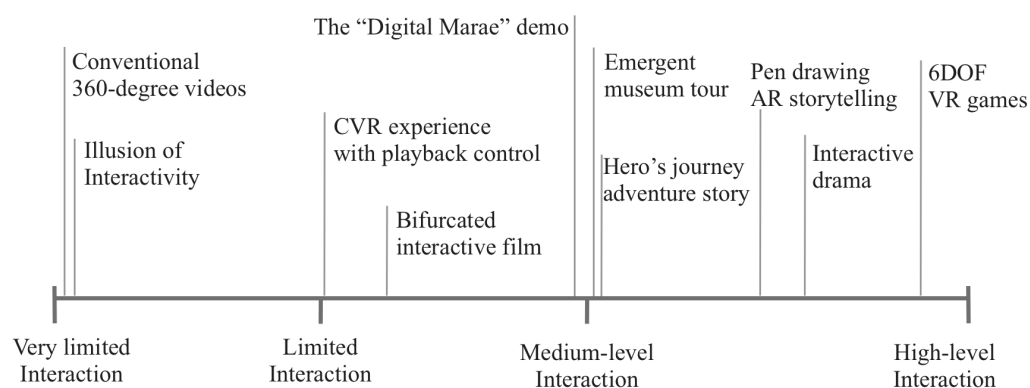 The “Digital Marae” demo
Conventional
360-degree videos
Emergent
museum tour
Pen drawing
AR storytelling
6DOF
VR games
CVR experience
with playback control
Illusion of
Interactivity
Hero’s journey
adventure story
Interactive
drama
Bifurcated
interactive film
Very limited
Interaction
Limited
Interaction
Medium-level
Interaction
High-level
Interaction